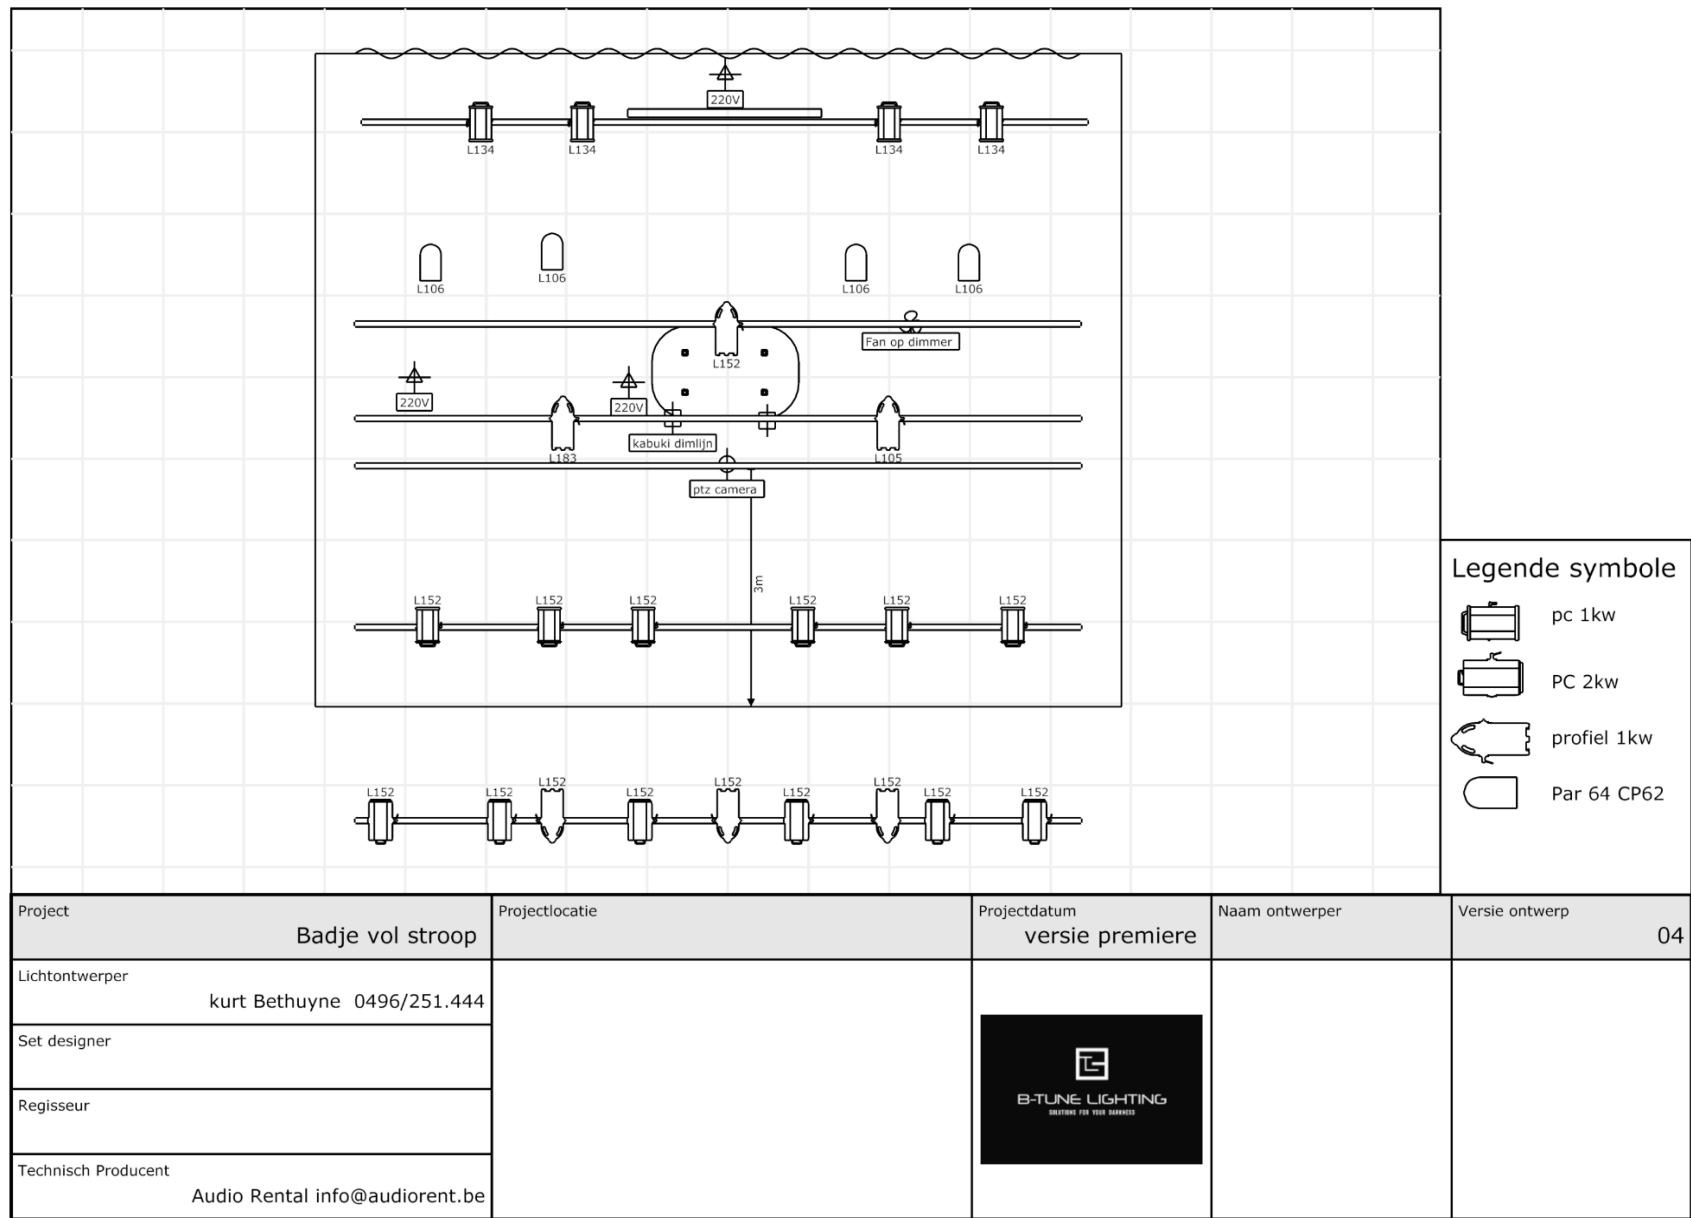 220V
L134 L134 L134 L134
L106 L106 L106 L106
Fan op dimmer
L152
220V 220V
kabuki dimlijn
L183 L105
ptz camera
3m
L152 L152 L152 L152 L152 L152
L152 L152 L152 L152 L152 L152 L152 L152 L152
Legende symbole
pc 1kw
PC 2kw
profiel 1kw
Par 64 CP62
Project
Badje vol stroop
Projectlocatie
Projectdatum
versie premiere
Naam ontwerper
Versie ontwerp
04
Lichtontwerper
kurt Bethuyne 0496/251.444
Set designer
Regisseur
Technisch Producent
Audio Rental info@audiorent.be
B-TUNE LIGHTING
SOLUTIONS FOR YOUR DARKNESS